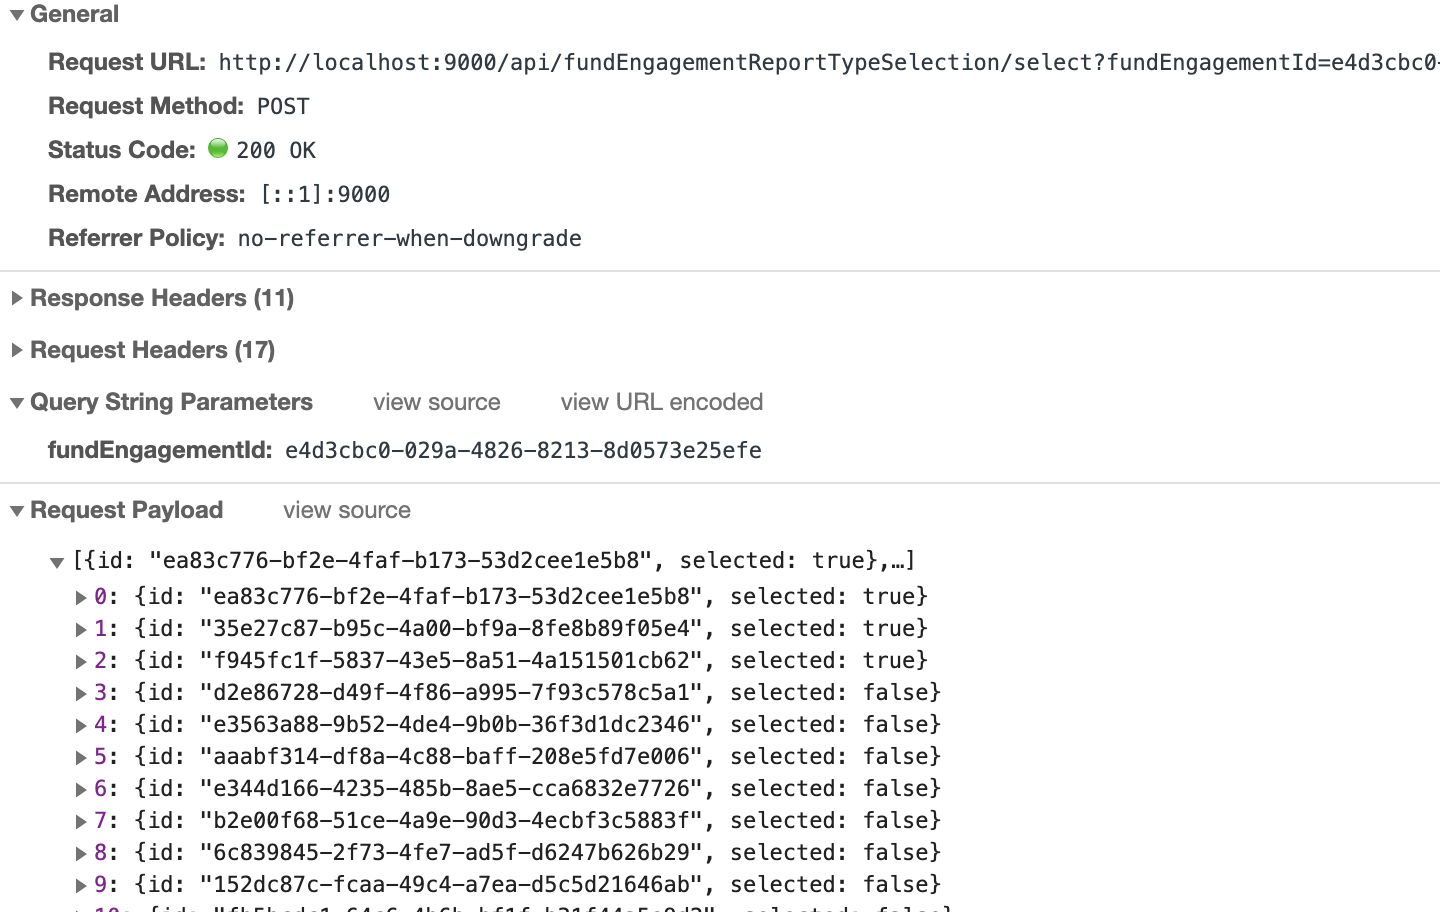 General
Request URL: http://localhost:9000/api/fundEngagementReportTypeSelection/select?fundEngagementId=e4d3cbc0-
Request Method: POST
Status Code: 200 OK
Remote Address: [::1]:9000
Referrer Policy: no-referrer-when-downgrade
Response Headers (11)
Request Headers (17)
Query String Parameters view source view URL encoded
fundEngagementId: e4d3cbc0-029a-4826-8213-8d0573e25efe
Request Payload view source
[{id: "ea83c776-bf2e-4faf-b173-53d2cee1e5b8", selected: true},…]
0: {id: "ea83c776-bf2e-4faf-b173-53d2cee1e5b8", selected: true}
1: {id: "35e27c87-b95c-4a00-bf9a-8fe8b89f05e4", selected: true}
2: {id: "f945fc1f-5837-43e5-8a51-4a151501cb62", selected: true}
3: {id: "d2e86728-d49f-4f86-a995-7f93c578c5a1", selected: false}
4: {id: "e3563a88-9b52-4de4-9b0b-36f3d1dc2346", selected: false}
5: {id: "aaabf314-df8a-4c88-baff-208e5fd7e006", selected: false}
6: {id: "e344d166-4235-485b-8ae5-cca6832e7726", selected: false}
7: {id: "b2e00f68-51ce-4a9e-90d3-4ecbf3c5883f", selected: false}
8: {id: "6c839845-2f73-4fe7-ad5f-d6247b626b29", selected: false}
9: {id: "152dc87c-fcaa-49c4-a7ea-d5c5d21646ab", selected: false}